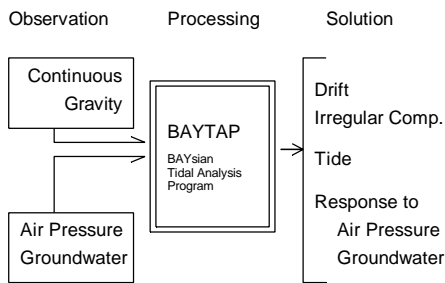 Observation
Processing
Solution
Continuous
Gravity
Air Pressure
Groundwater
BAYTAP
BAYsian
Tidal Analysis
Program
Drift
Irregular Comp.
Tide
Response to
Air Pressure
Groundwater